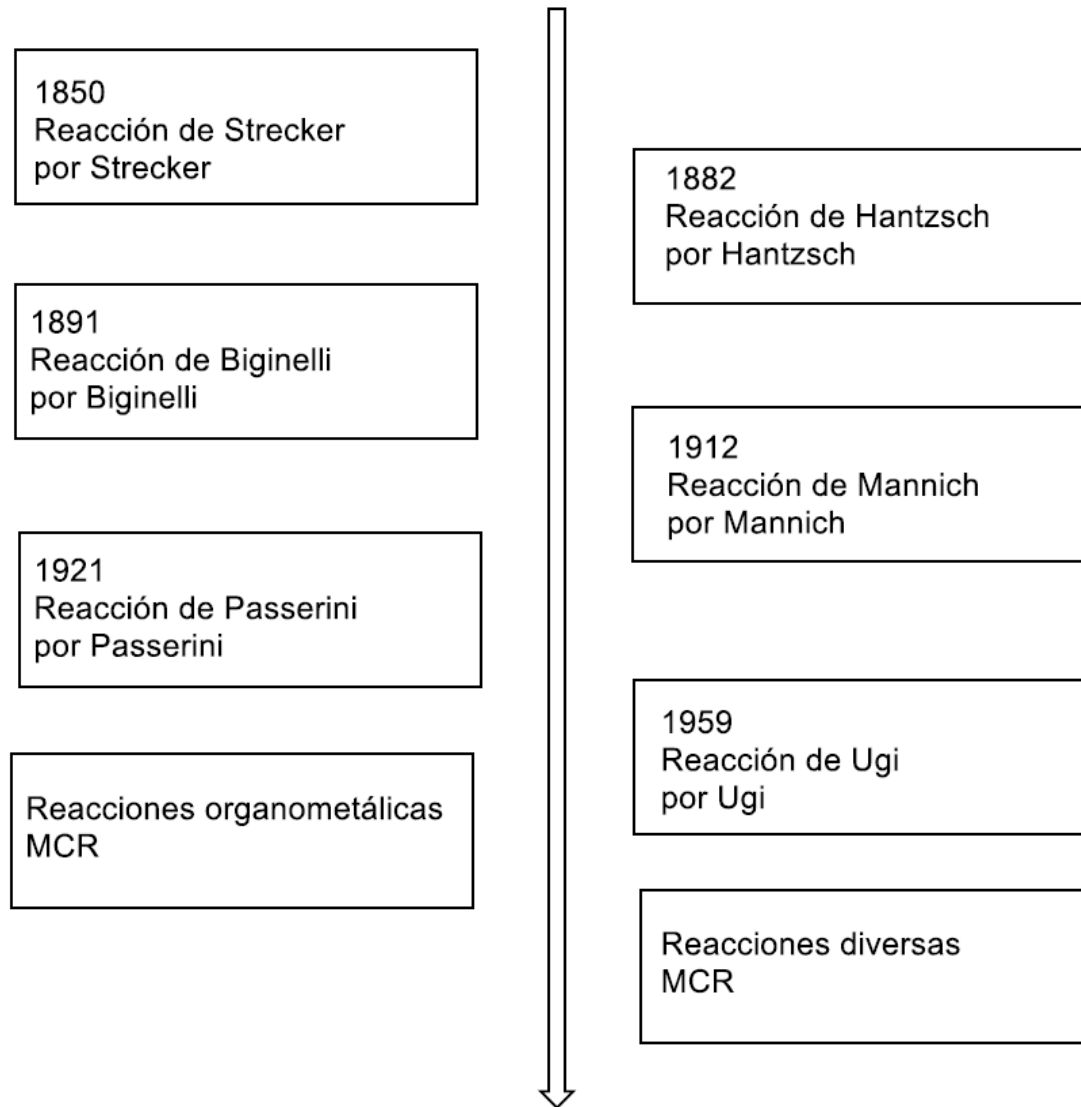 1850
Reacción de Strecker
por Strecker
1882
Reacción de Hantzsch
por Hantzsch
1891
Reacción de Biginelli
por Biginelli
1912
Reacción de Mannich
por Mannich
1921
Reacción de Passerini
por Passerini
1959
Reacción de Ugi
por Ugi
Reacciones organometálicas
MCR
Reacciones diversas
MCR